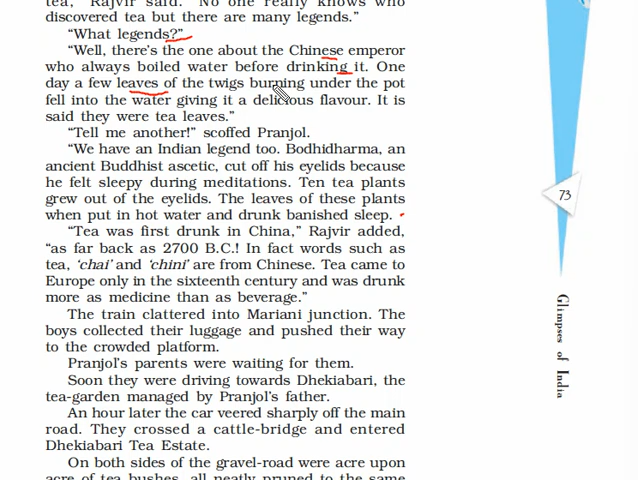 tea,” Rajvir said. “No one really knows who
discovered tea but there are many legends.”
“What legends?”
“Well, there’s the one about the Chinese emperor
who always boiled water before drinking it. One
day a few leaves of the twigs burning under the pot
fell into the water giving it a delicious flavour. It is
said they were tea leaves.”
“Tell me another!” scoffed Pranjol.
“We have an Indian legend too. Bodhidharma, an
ancient Buddhist ascetic, cut off his eyelids because
he felt sleepy during meditations. Ten tea plants
grew out of the eyelids. The leaves of these plants
when put in hot water and drunk banished sleep.
“Tea was first drunk in China,” Rajvir added,
“as far back as 2700 B.C.! In fact words such as
tea, ‘chai’ and ‘chini’ are from Chinese. Tea came to
Europe only in the sixteenth century and was drunk
more as medicine than as beverage.”
The train clattered into Mariani junction. The
boys collected their luggage and pushed their way
to the crowded platform.
Pranjol’s parents were waiting for them.
Soon they were driving towards Dhekiabari, the
tea-garden managed by Pranjol’s father.
An hour later the car veered sharply off the main
road. They crossed a cattle-bridge and entered
Dhekiabari Tea Estate.
On both sides of the gravel-road were acre upon
acre of tea bushes, all neatly pruned to the same
73
Glimpses of India